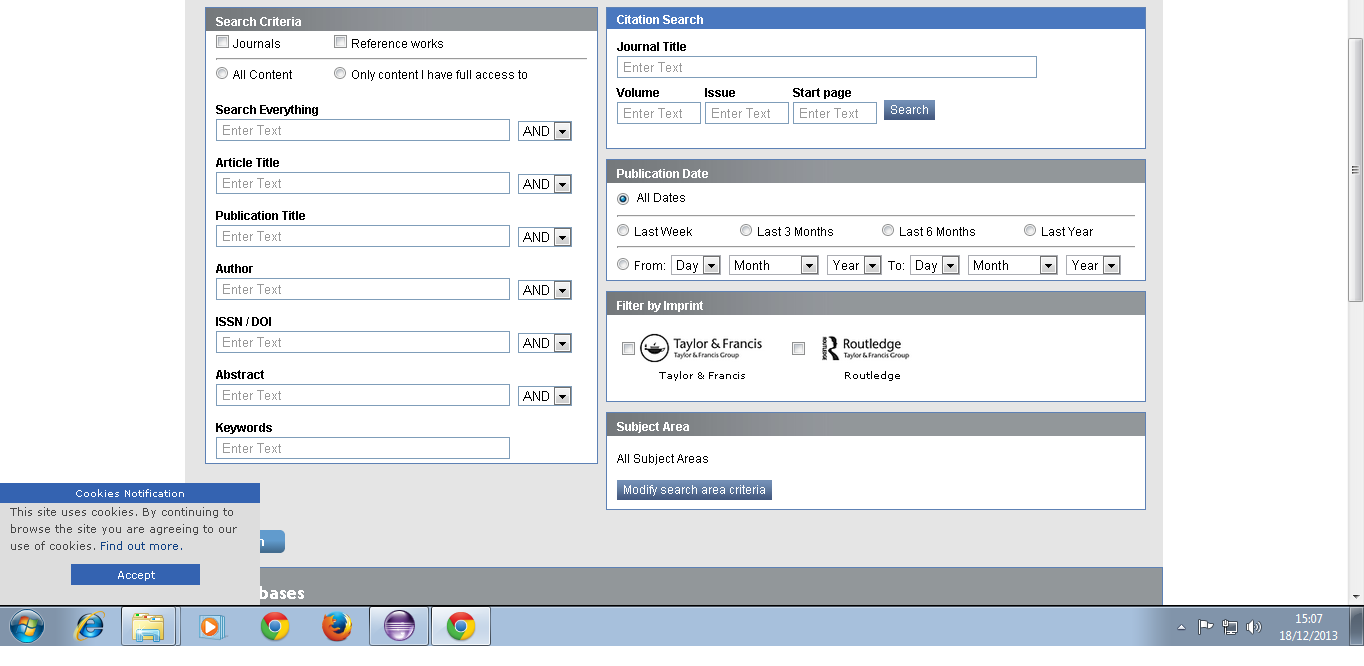 Search Criteria
Journals Reference works
All Content Only content I have full access to
Search Everything
Enter Text AND
Article Title
Enter Text AND
Publication Title
Enter Text AND
Author
Enter Text AND
ISSN / DOI
Enter Text AND
Abstract
Enter Text AND
Keywords
Enter Text
Citation Search
Journal Title
Enter Text
Volume Issue Start page
Enter Text Enter Text Enter Text Search
Publication Date
All Dates
Last Week Last 3 Months Last 6 Months Last Year
From: Day Month Year To: Day Month Year
Filter by Imprint
Taylor & Francis
Taylor & Francis Group
Taylor & Francis
ROUTLEDGE
Routledge
Taylor & Francis Group
Routledge
Subject Area
All Subject Areas
Modify search area criteria
Cookies Notification
This site uses cookies. By continuing to
browse the site you are agreeing to our
use of cookies. Find out more.
Accept
bases
15:07
18/12/2013